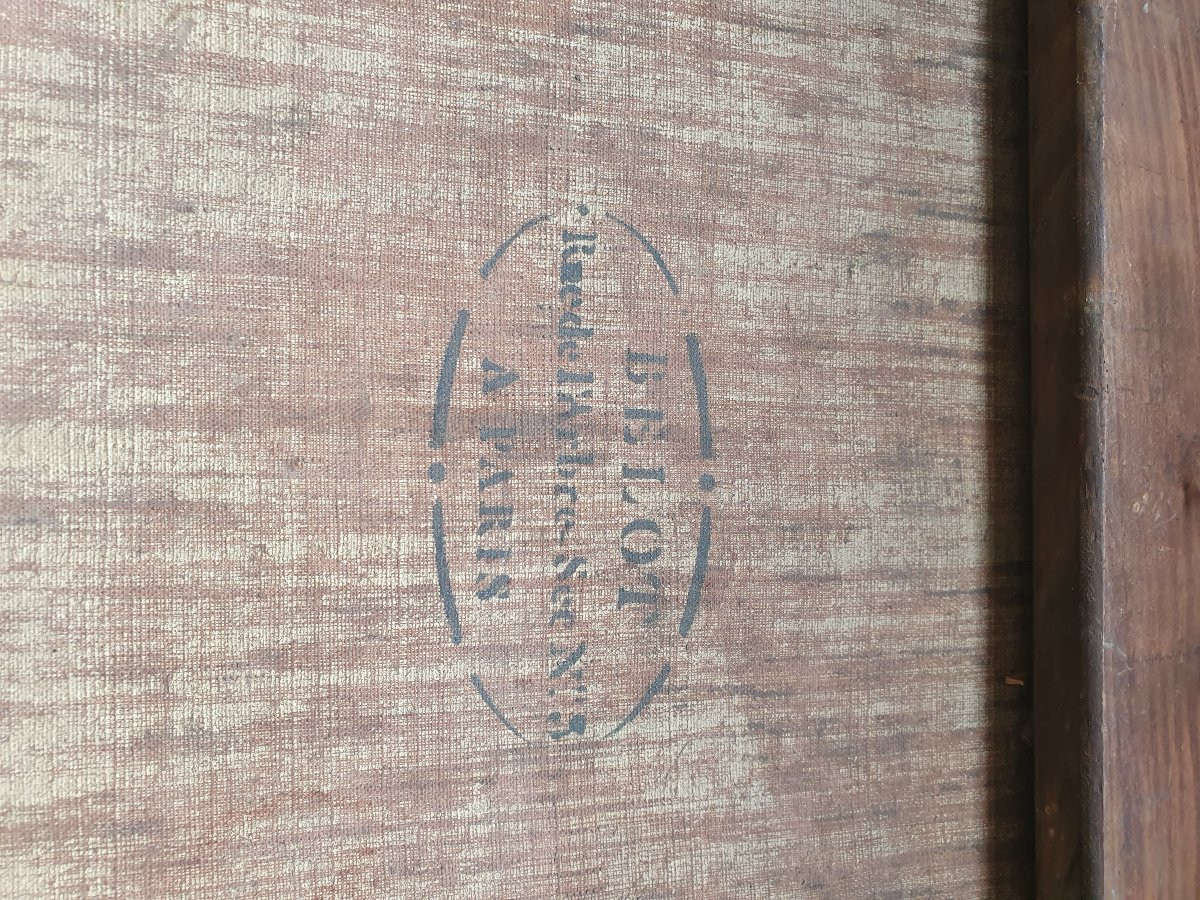 BELOT
Rue de l'Arbre-Sec N° 3
A PARIS